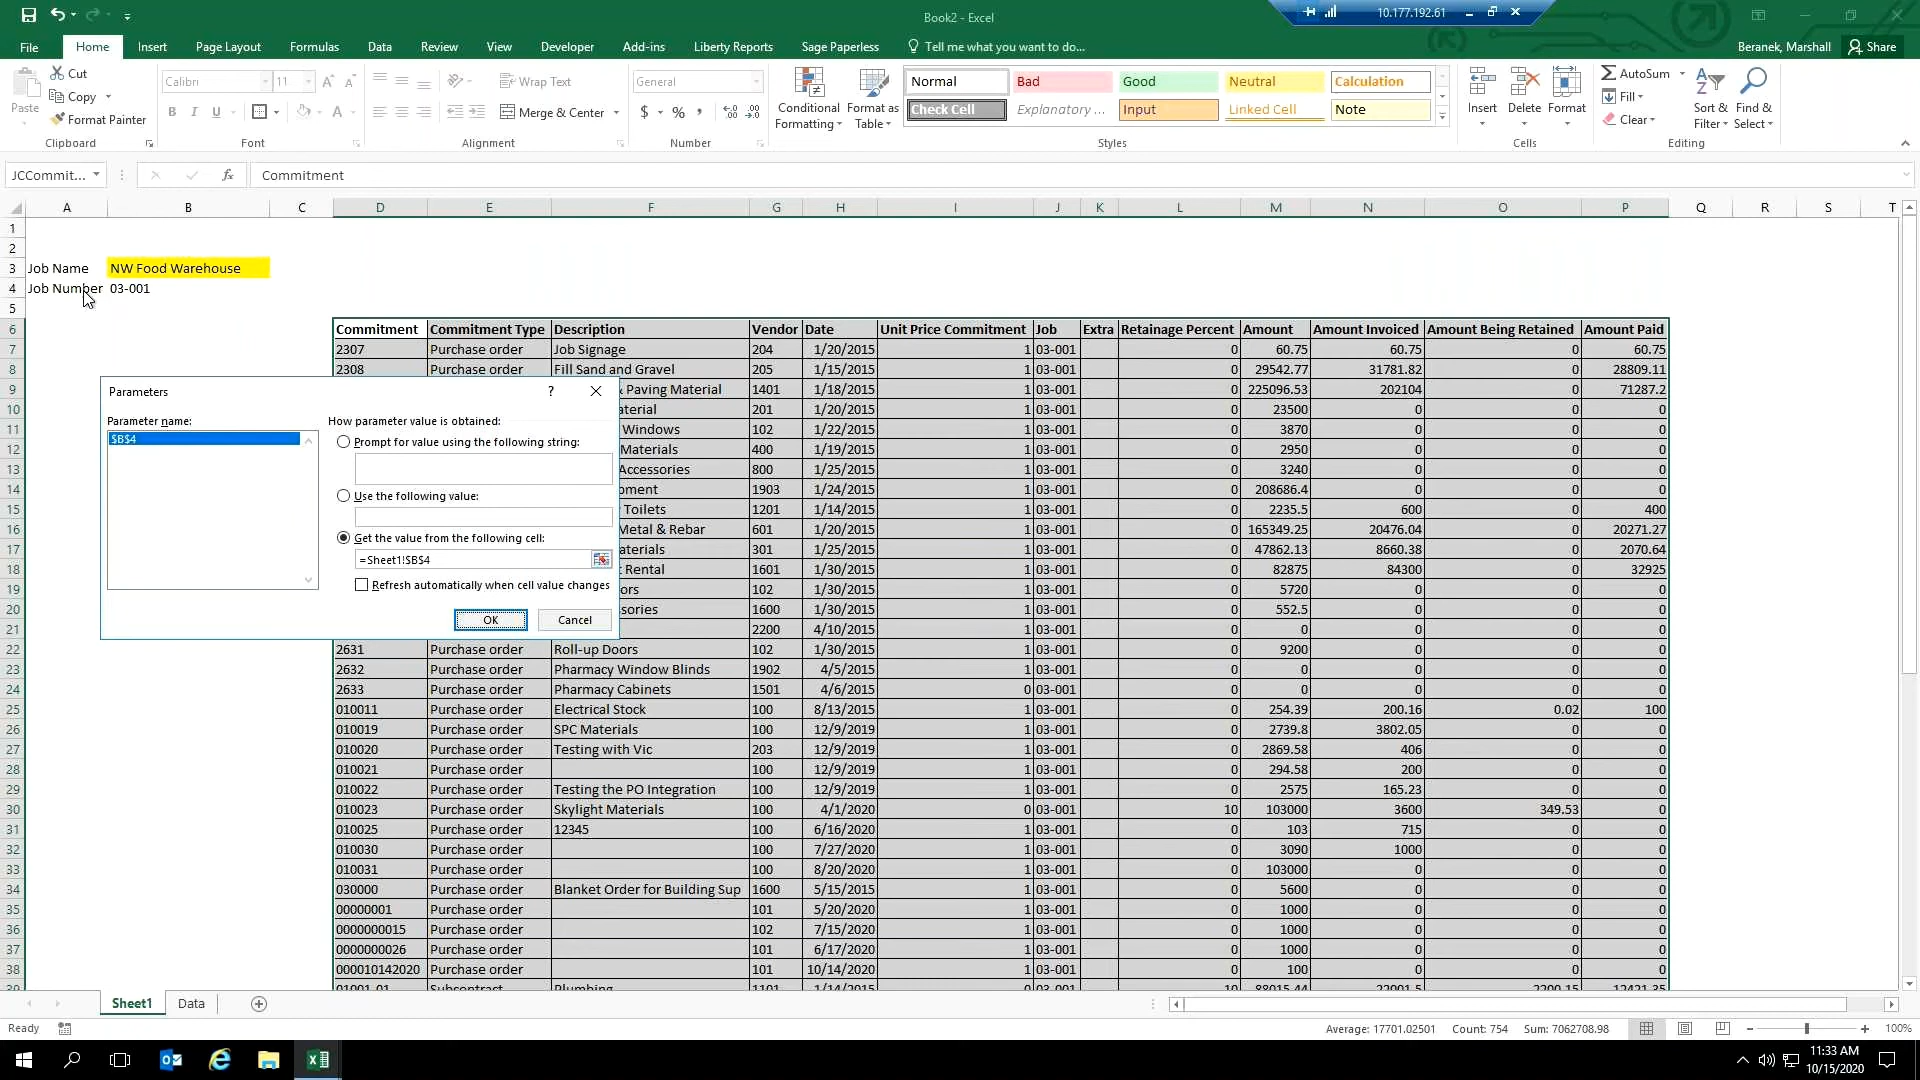 Book2 - Excel
10.177.192.61
File Home Insert Page Layout Formulas Data Review View Developer Add-ins Liberty Reports Sage Paperless Tell me what you want to do... Beranek, Marshall Share
Paste Cut Copy Format Painter Clipboard
Calibri 11 B I U Font
Wrap Text Merge & Center Alignment
General $ % , Number
Conditional Formatting Format as Table
Normal Bad Good Neutral Calculation
Check Cell Explanatory ... Input Linked Cell Note
Styles
Insert Delete Format Cells
AutoSum Fill Clear Sort & Filter Find & Select Editing
JCCommit... fx Commitment
A B C D E F G H I J K L M N O P Q R S T
1
2
3 Job Name NW Food Warehouse
4 Job Number 03-001
5
6 Commitment Commitment Type Description Vendor Date Unit Price Commitment Job Extra Retainage Percent Amount Amount Invoiced Amount Being Retained Amount Paid
7 2307 Purchase order Job Signage 204 1/20/2015 1 03-001 0 60.75 60.75 0 60.75
8 2308 Purchase order Fill Sand and Gravel 205 1/15/2015 1 03-001 0 29542.77 31781.82 0 28809.11
9 & Paving Material 1401 1/18/2015 1 03-001 0 225096.53 202104 0 71287.2
10 aterial 201 1/20/2015 1 03-001 0 23500 0 0 0
11 Windows 102 1/22/2015 1 03-001 0 3870 0 0 0
12 Materials 400 1/19/2015 1 03-001 0 2950 0 0 0
13 Accessories 800 1/25/2015 1 03-001 0 3240 0 0 0
14 oment 1903 1/24/2015 1 03-001 0 208686.4 0 0 0
15 Toilets 1201 1/14/2015 1 03-001 0 2235.5 600 0 400
16 Metal & Rebar 601 1/20/2015 1 03-001 0 165349.25 20476.04 0 20271.27
17 aterials 301 1/25/2015 1 03-001 0 47862.13 8660.38 0 2070.64
18 t Rental 1601 1/30/2015 1 03-001 0 82875 84300 0 32925
19 ors 102 1/30/2015 1 03-001 0 5720 0 0 0
20 sories 1600 1/30/2015 1 03-001 0 552.5 0 0 0
21 2200 4/10/2015 1 03-001 0 0 0 0 0
22 2631 Purchase order Roll-up Doors 102 1/30/2015 1 03-001 0 9200 0 0 0
23 2632 Purchase order Pharmacy Window Blinds 1902 4/5/2015 1 03-001 0 0 0 0 0
24 2633 Purchase order Pharmacy Cabinets 1501 4/6/2015 0 03-001 0 0 0 0 0
25 010011 Purchase order Electrical Stock 100 8/13/2015 1 03-001 0 254.39 200.16 0.02 100
26 010019 Purchase order SPC Materials 100 12/9/2019 1 03-001 0 2739.8 3802.05 0 0
27 010020 Purchase order Testing with Vic 203 12/9/2019 1 03-001 0 2869.58 406 0 0
28 010021 Purchase order 100 12/9/2019 1 03-001 0 294.58 200 0 0
29 010022 Purchase order Testing the PO Integration 100 12/9/2019 1 03-001 0 2575 165.23 0 0
30 010023 Purchase order Skylight Materials 100 4/1/2020 0 03-001 10 103000 3600 349.53 0
31 010025 Purchase order 12345 100 6/16/2020 1 03-001 0 103 715 0 0
32 010030 Purchase order 100 7/27/2020 1 03-001 0 3090 1000 0 0
33 010031 Purchase order 100 8/20/2020 1 03-001 0 103000 0 0 0
34 030000 Purchase order Blanket Order for Building Sup 1600 5/15/2015 1 03-001 0 5600 0 0 0
35 00000001 Purchase order 101 5/20/2020 1 03-001 0 1000 0 0 0
36 0000000015 Purchase order 102 7/15/2020 1 03-001 0 1000 0 0 0
37 0000000026 Purchase order 101 6/17/2020 1 03-001 0 1000 0 0 0
38 000010142020 Purchase order 101 10/14/2020 1 03-001 0 100 0 0 0
39 01001-01 Subcontract Plumbing 1101 1/14/2015 0 03-001 10 88015.44 22001.5 2200.15 12421.35
Parameters ?
Parameter name:
$B$4
How parameter value is obtained:
Prompt for value using the following string:
Use the following value:
Get the value from the following cell:
=Sheet1!$B$4
Refresh automatically when cell value changes
OK Cancel
Sheet1 Data
Ready Average: 17701.02501 Count: 754 Sum: 7062708.98 100%
11:33 AM
10/15/2020